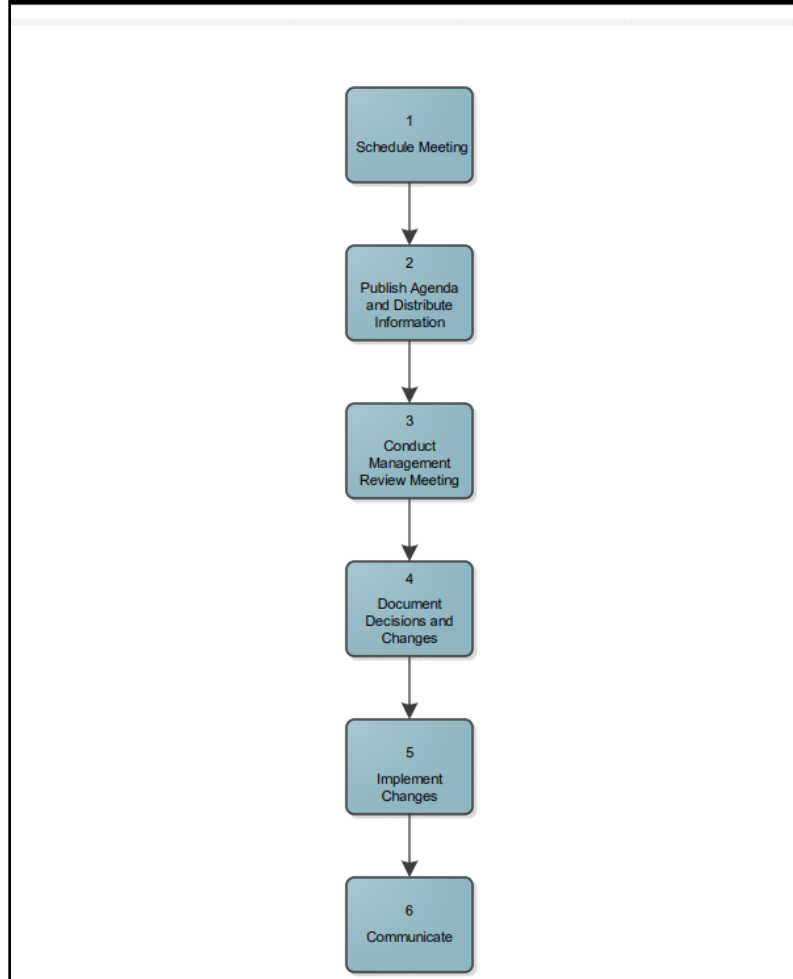 1
Schedule Meeting
2
Publish Agenda
and Distribute
Information
3
Conduct
Management
Review Meeting
4
Document
Decisions and
Changes
5
Implement
Changes
6
Communicate